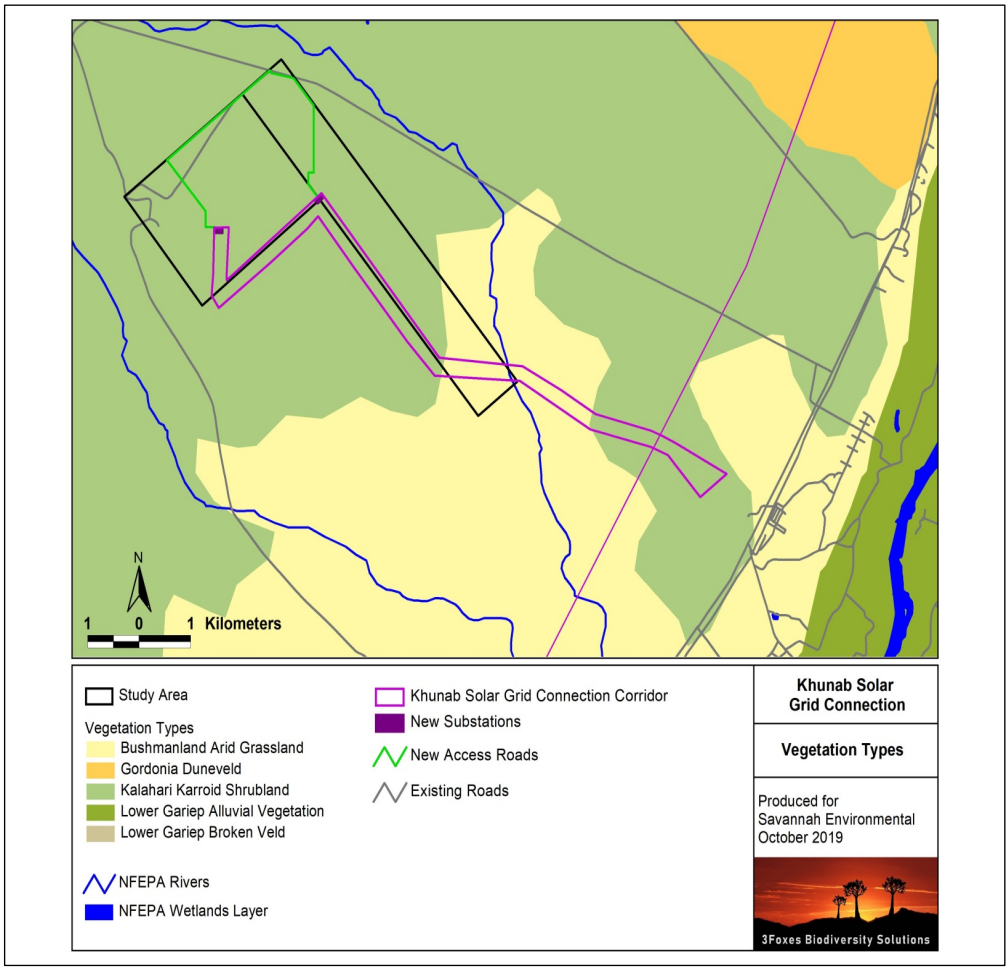 N
1 0 1 Kilometers
Study Area
Vegetation Types
Bushmanland Arid Grassland
Gordonia Duneveld
Kalahari Karroid Shrubland
Lower Gariep Alluvial Vegetation
Lower Gariep Broken Veld
NFEPA Rivers
NFEPA Wetlands Layer
Khunab Solar Grid Connection Corridor
New Substations
New Access Roads
Existing Roads
Khunab Solar
Grid Connection
Vegetation Types
Produced for
Savannah Environmental
October 2019
3Foxes Biodiversity Solutions